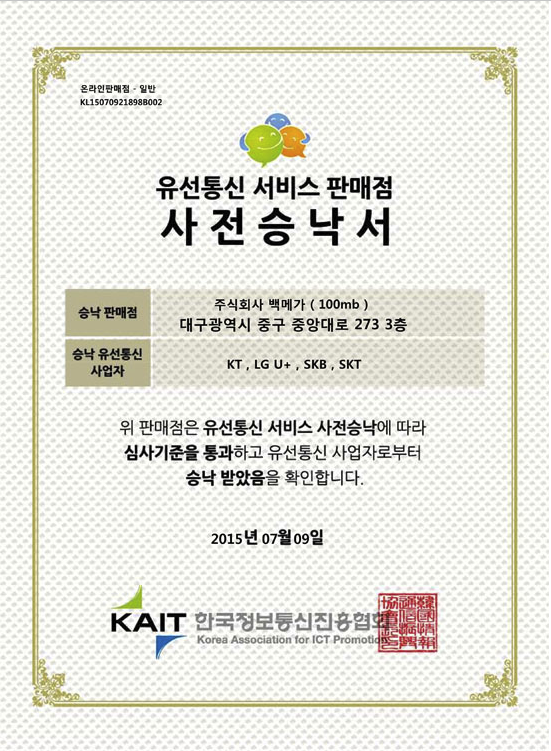 온라인판매점 - 일반
KL15070921898B002
유선통신 서비스 판매점
사전승낙서
승낙 판매점
주식회사 백메가 ( 100mb )
대구광역시 중구 중앙대로 273 3층
승낙 유선통신
사업자
KT , LG U+ , SKB , SKT
위 판매점은 유선통신 서비스 사전승낙에 따라
심사기준을 통과하고 유선통신 사업자로부터
승낙 받았음을 확인합니다.
2015년 07월 09일
KAIT 한국정보통신진흥협회
Korea Association for ICT Promotion